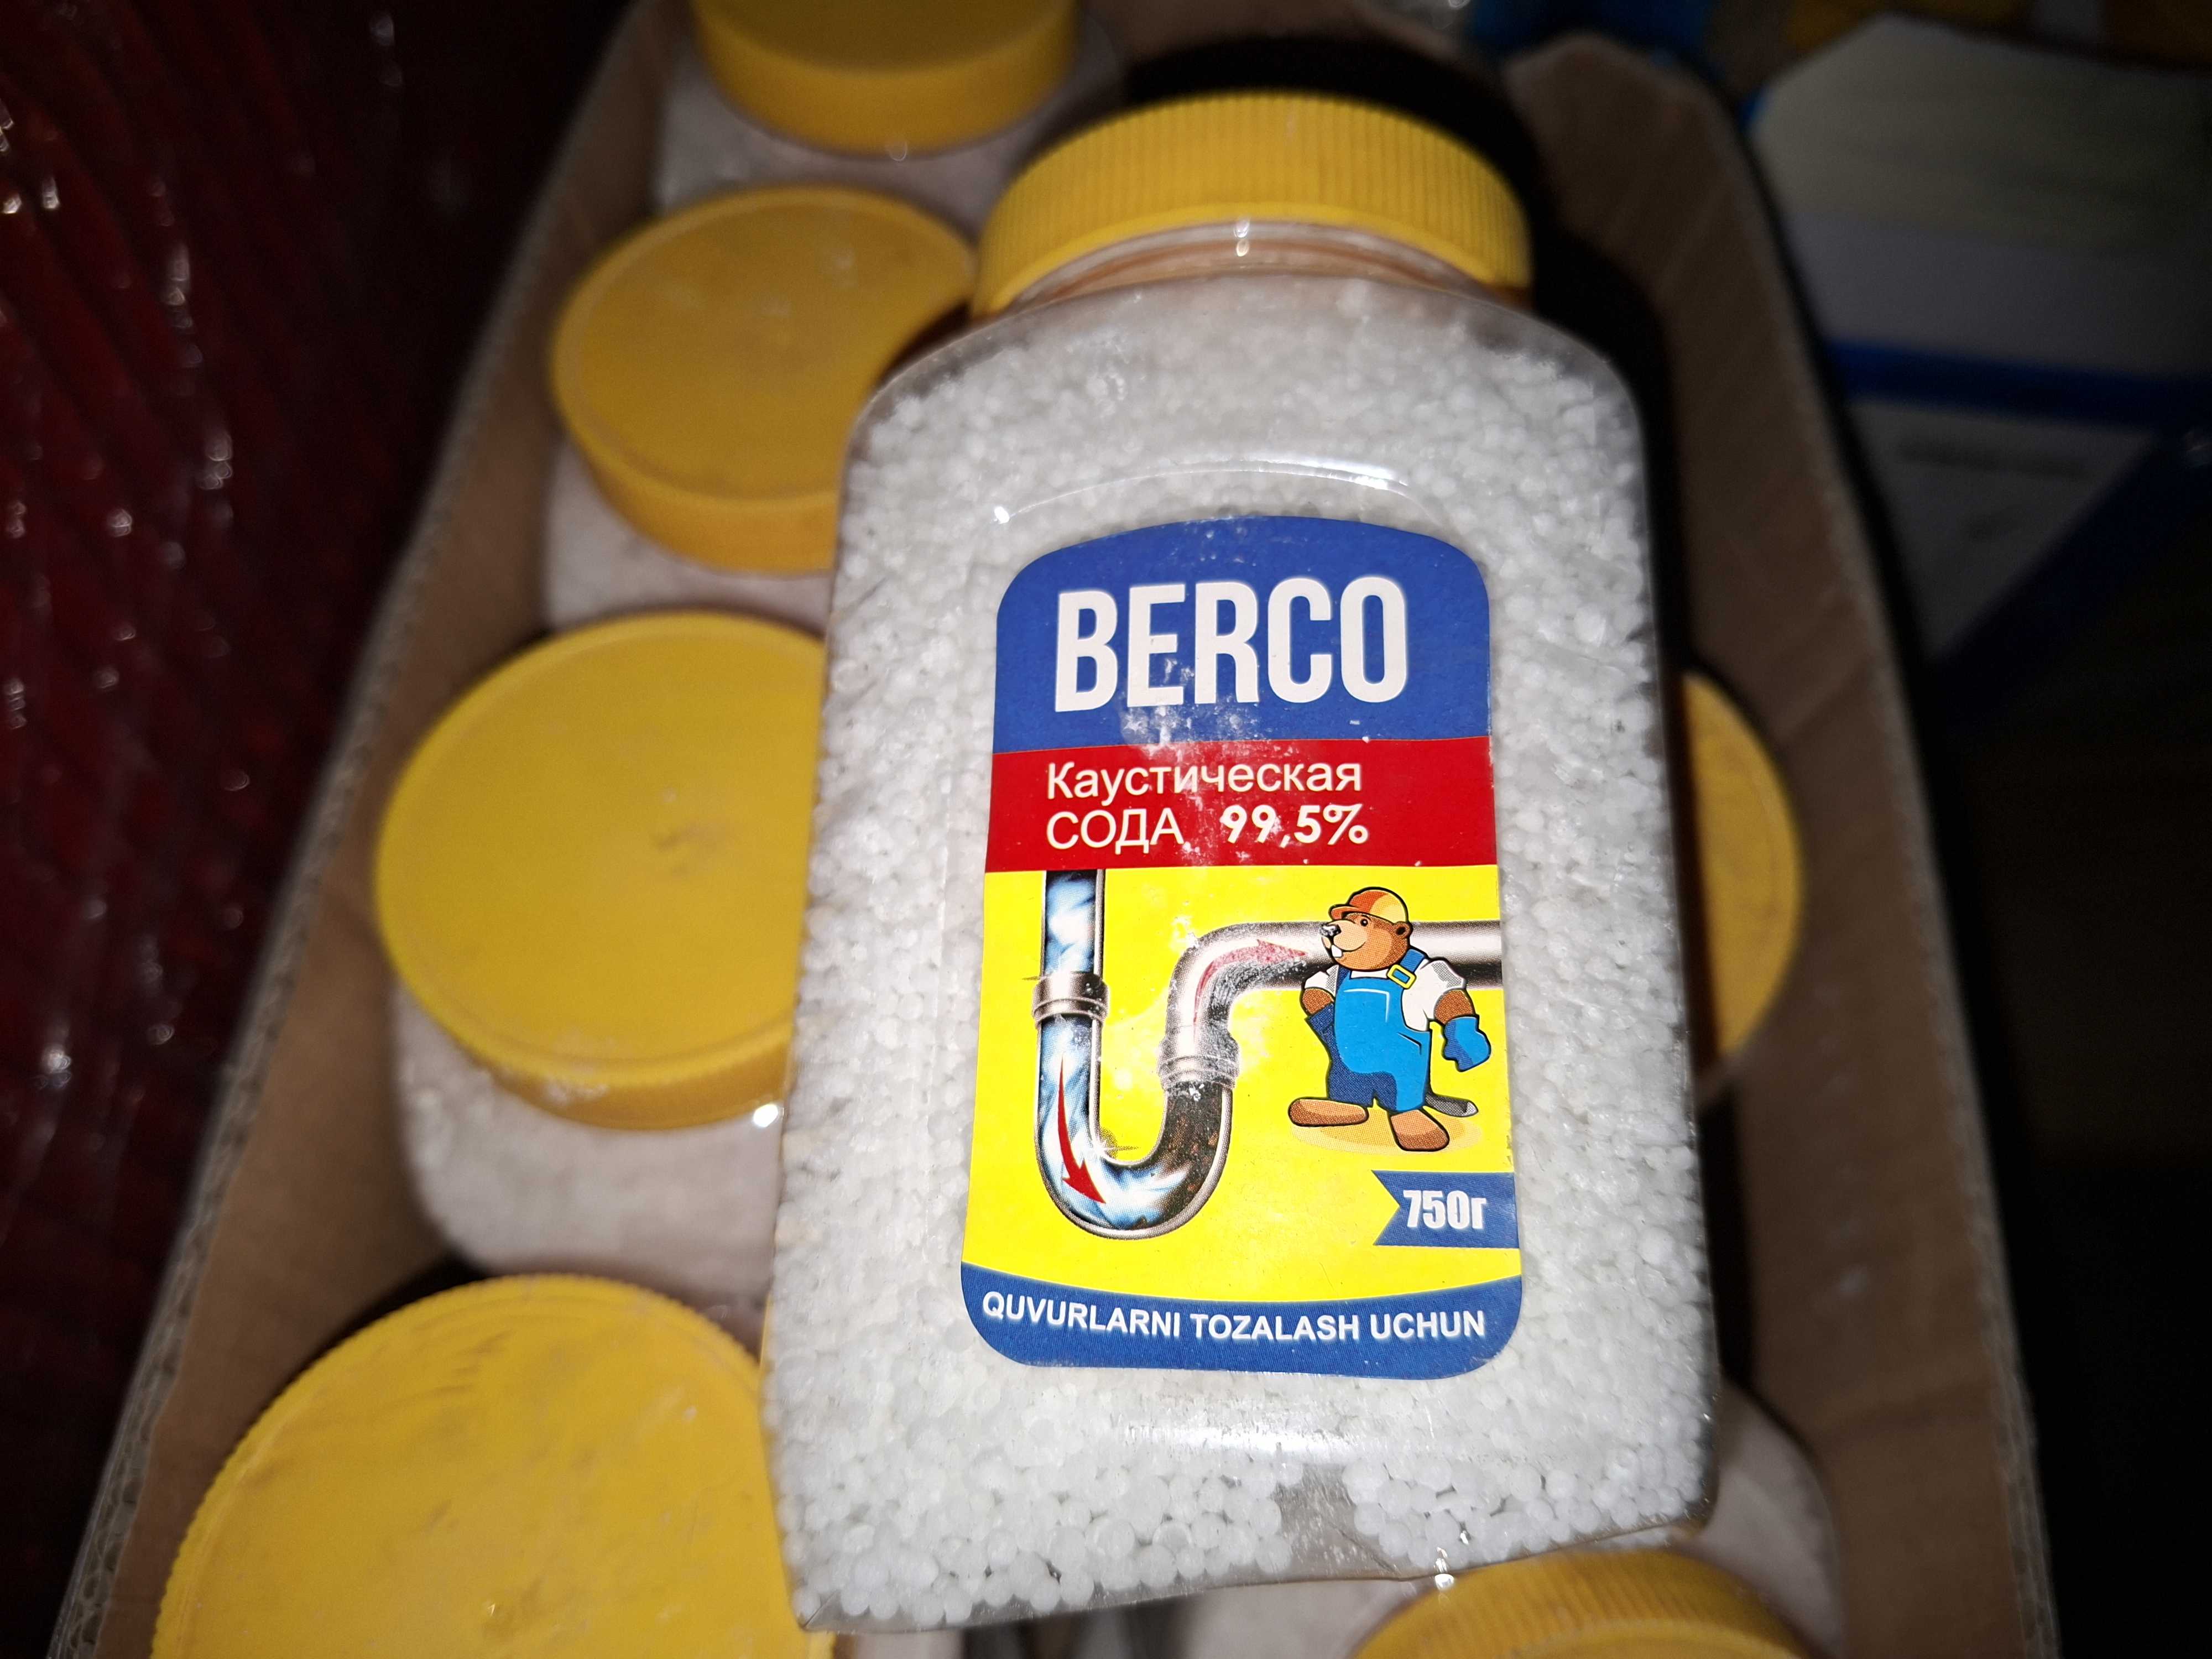 BERCO
Каустическая
СОДА 99,5%
750г
QUVURLARNI TOZALASH UCHUN